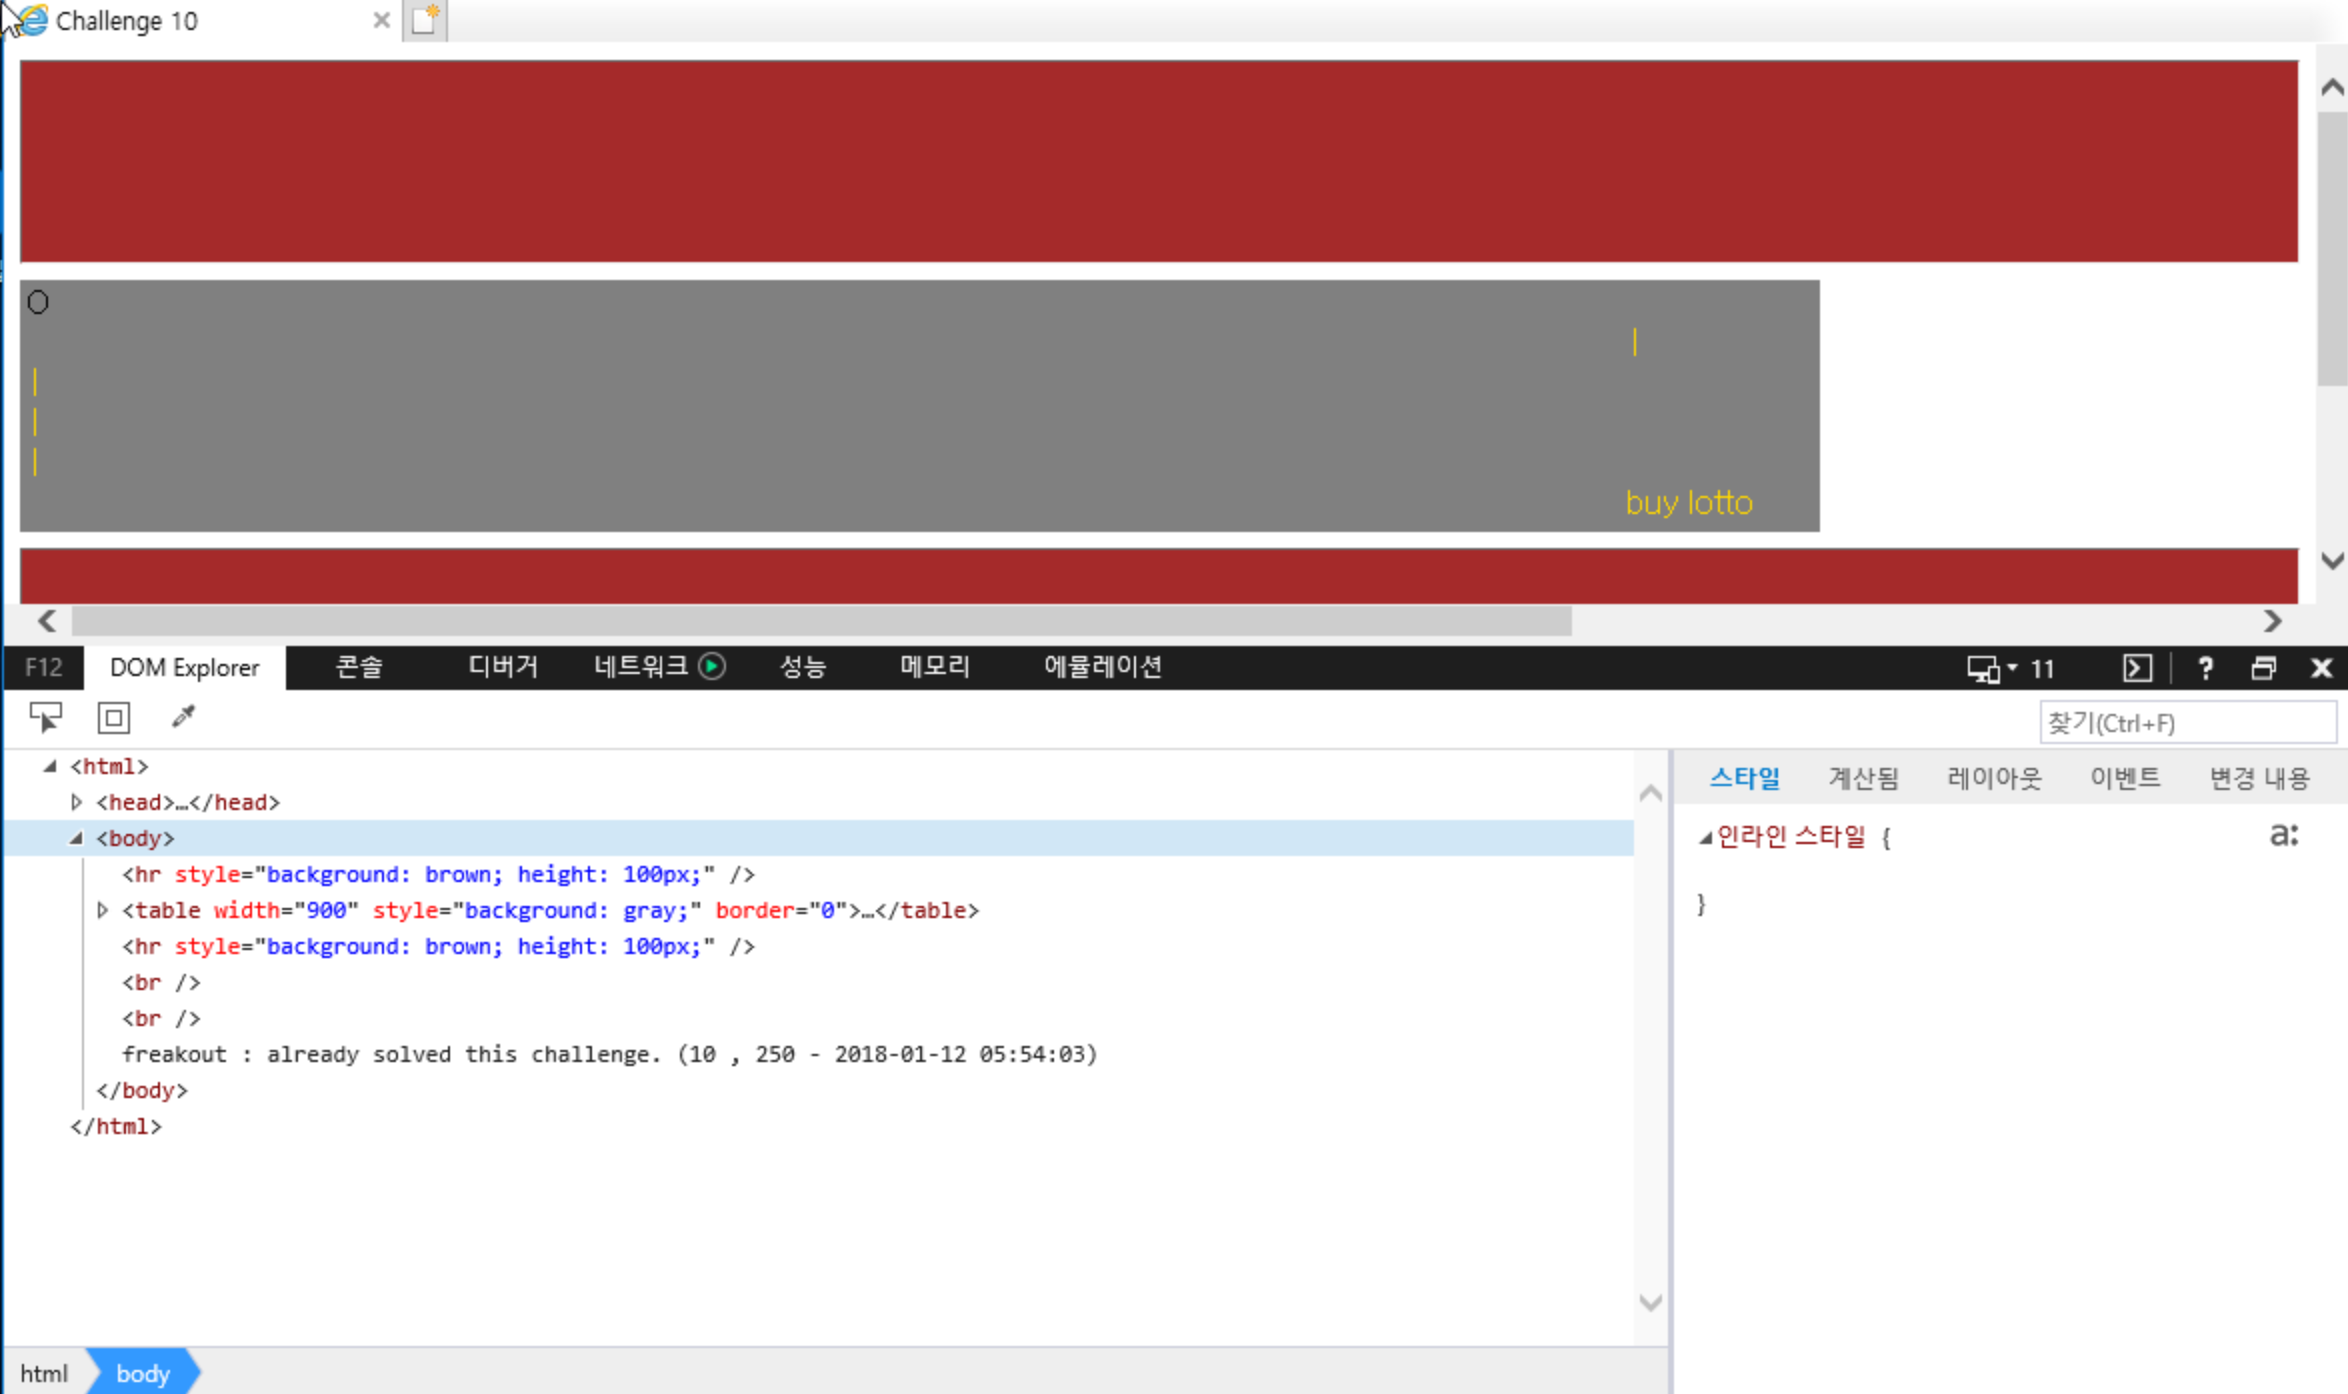 Challenge 10
O
|
|
|
|
buy lotto
F12 DOM Explorer 콘솔 디버거 네트워크 성능 메모리 에뮬레이션 11 ?
찾기(Ctrl+F)
<html>
<head>…</head>
<body>
<hr style="background: brown; height: 100px;" />
<table width="900" style="background: gray;" border="0">…</table>
<hr style="background: brown; height: 100px;" />
<br />
<br />
freakout : already solved this challenge. (10 , 250 - 2018-01-12 05:54:03)
</body>
</html>
스타일 계산됨 레이아웃 이벤트 변경 내용
인라인 스타일 {
a:
}
html body